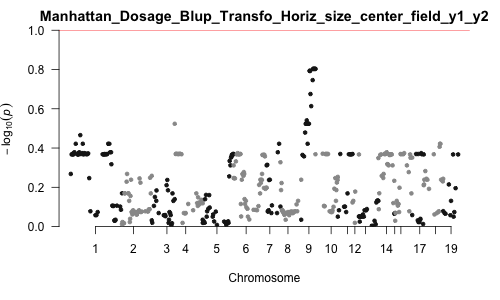 Manhattan_Dosage_Blup_Transfo_Horiz_size_center_field_y1_y2
1.0
0.8
0.6
0.4
0.2
0.0
− log10(p)
1 2 3 4 5 6 7 8 9 10 12 14 17 19
Chromosome